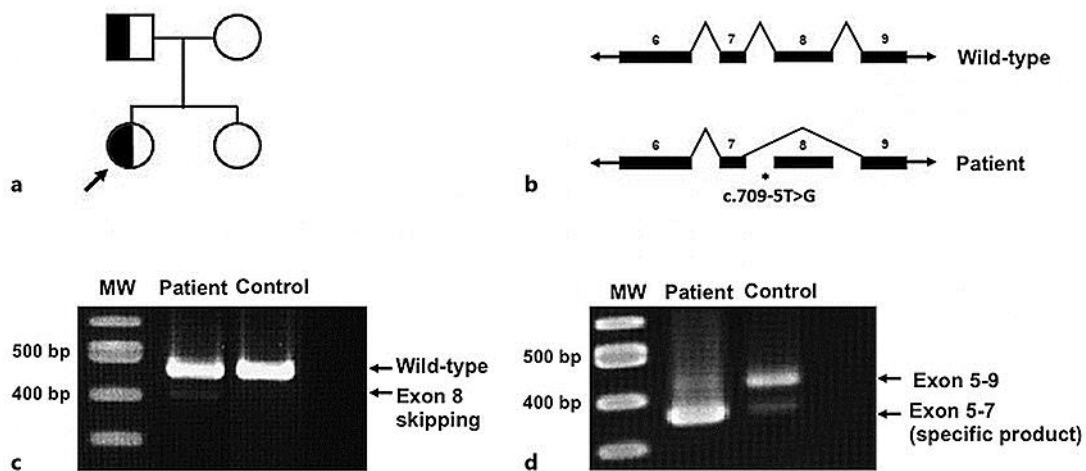 a
6 7 8 9
Wild-type
6 7 8 9
Patient
*
c.709-5T>G
b
MW Patient Control
500 bp
400 bp
Wild-type
Exon 8
skipping
c
MW Patient Control
500 bp
400 bp
Exon 5-9
Exon 5-7
(specific product)
d